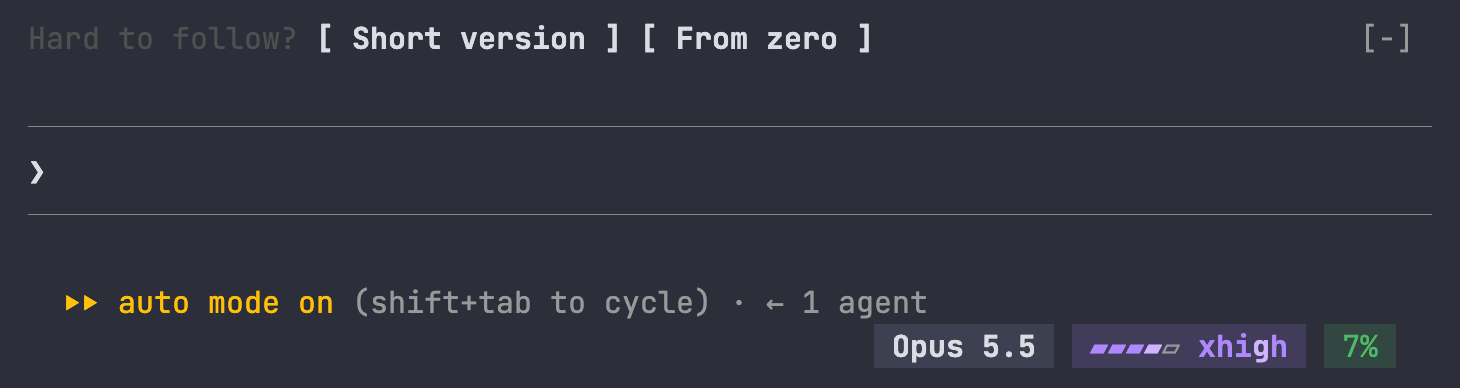 Hard to follow? [ Short version ] [ From zero ] [-]
❯
▶▶ auto mode on (shift+tab to cycle) · ← 1 agent
Opus 5.5 ▰▰▰▰▱ xhigh 7%